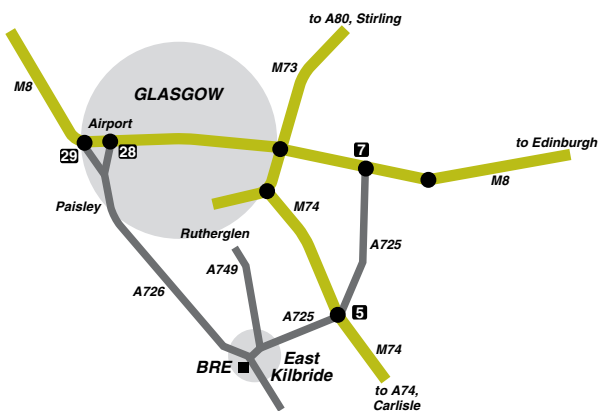 to A80, Stirling
M73
M8
GLASGOW
Airport
29
28
7
to Edinburgh
M8
Paisley
M74
Rutherglen
A725
A749
A726
A725
5
M74
BRE
East
Kilbride
to A74,
Carlisle